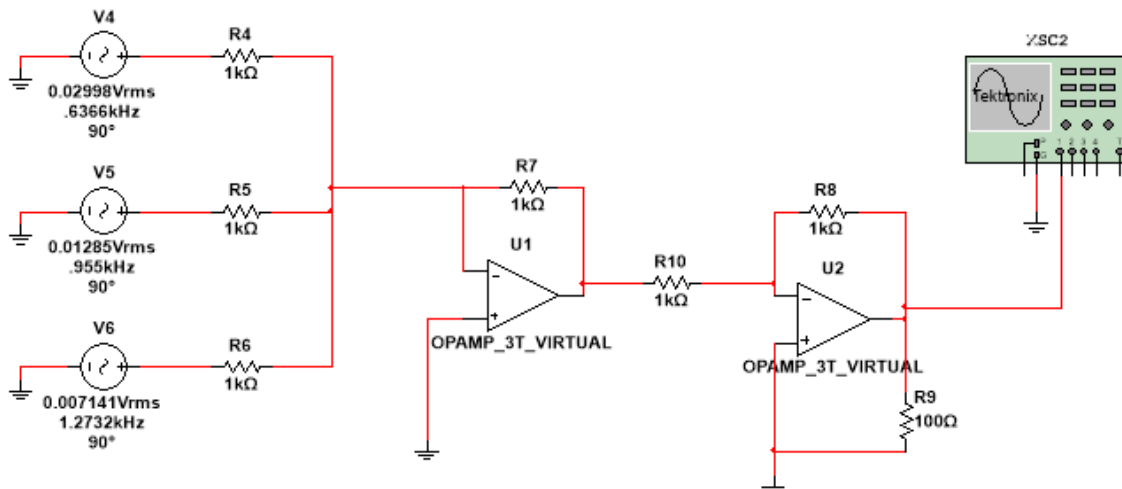 V4
0.02998Vrms
.6366kHz
90°
R4
1kΩ
V5
0.01285Vrms
.955kHz
90°
R5
1kΩ
V6
0.007141Vrms
1.2732kHz
90°
R6
1kΩ
R7
1kΩ
U1
OPAMP_3T_VIRTUAL
R10
1kΩ
R8
1kΩ
U2
OPAMP_3T_VIRTUAL
R9
100Ω
XSC2
Tektronix
P
G
1 2 3 4 T